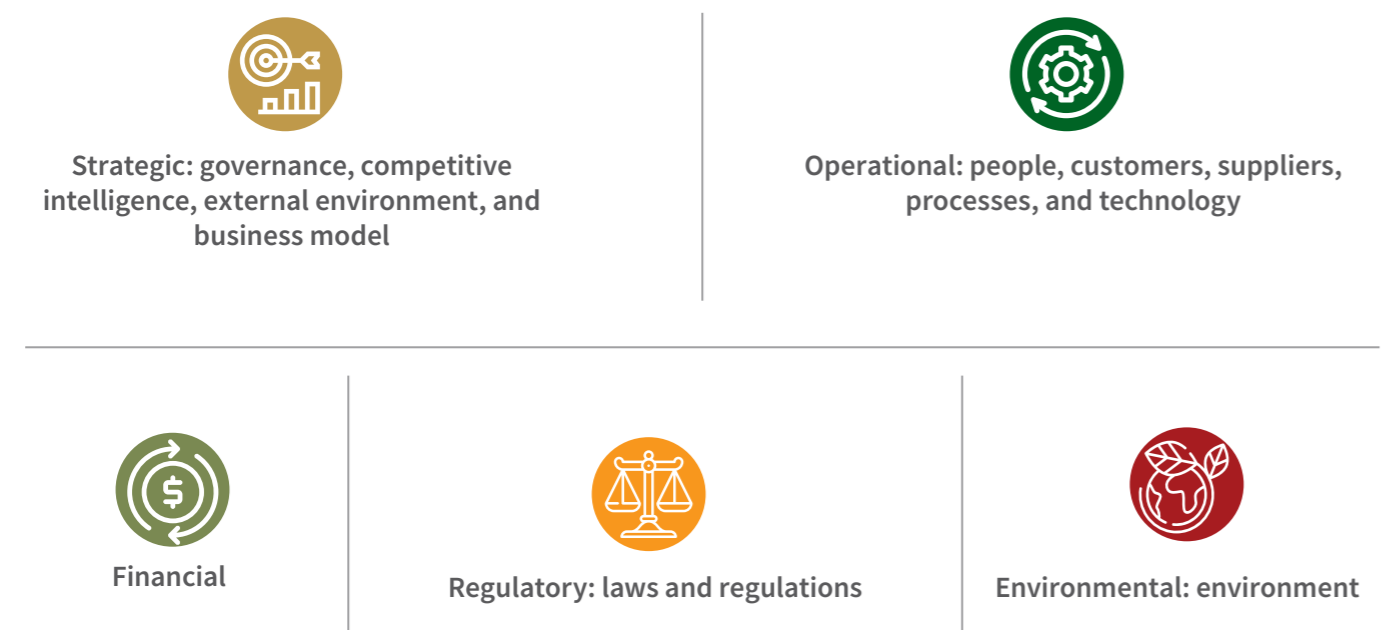 Strategic: governance, competitive
intelligence, external environment, and
business model
Operational: people, customers, suppliers,
processes, and technology
$
Financial
Regulatory: laws and regulations
Environmental: environment